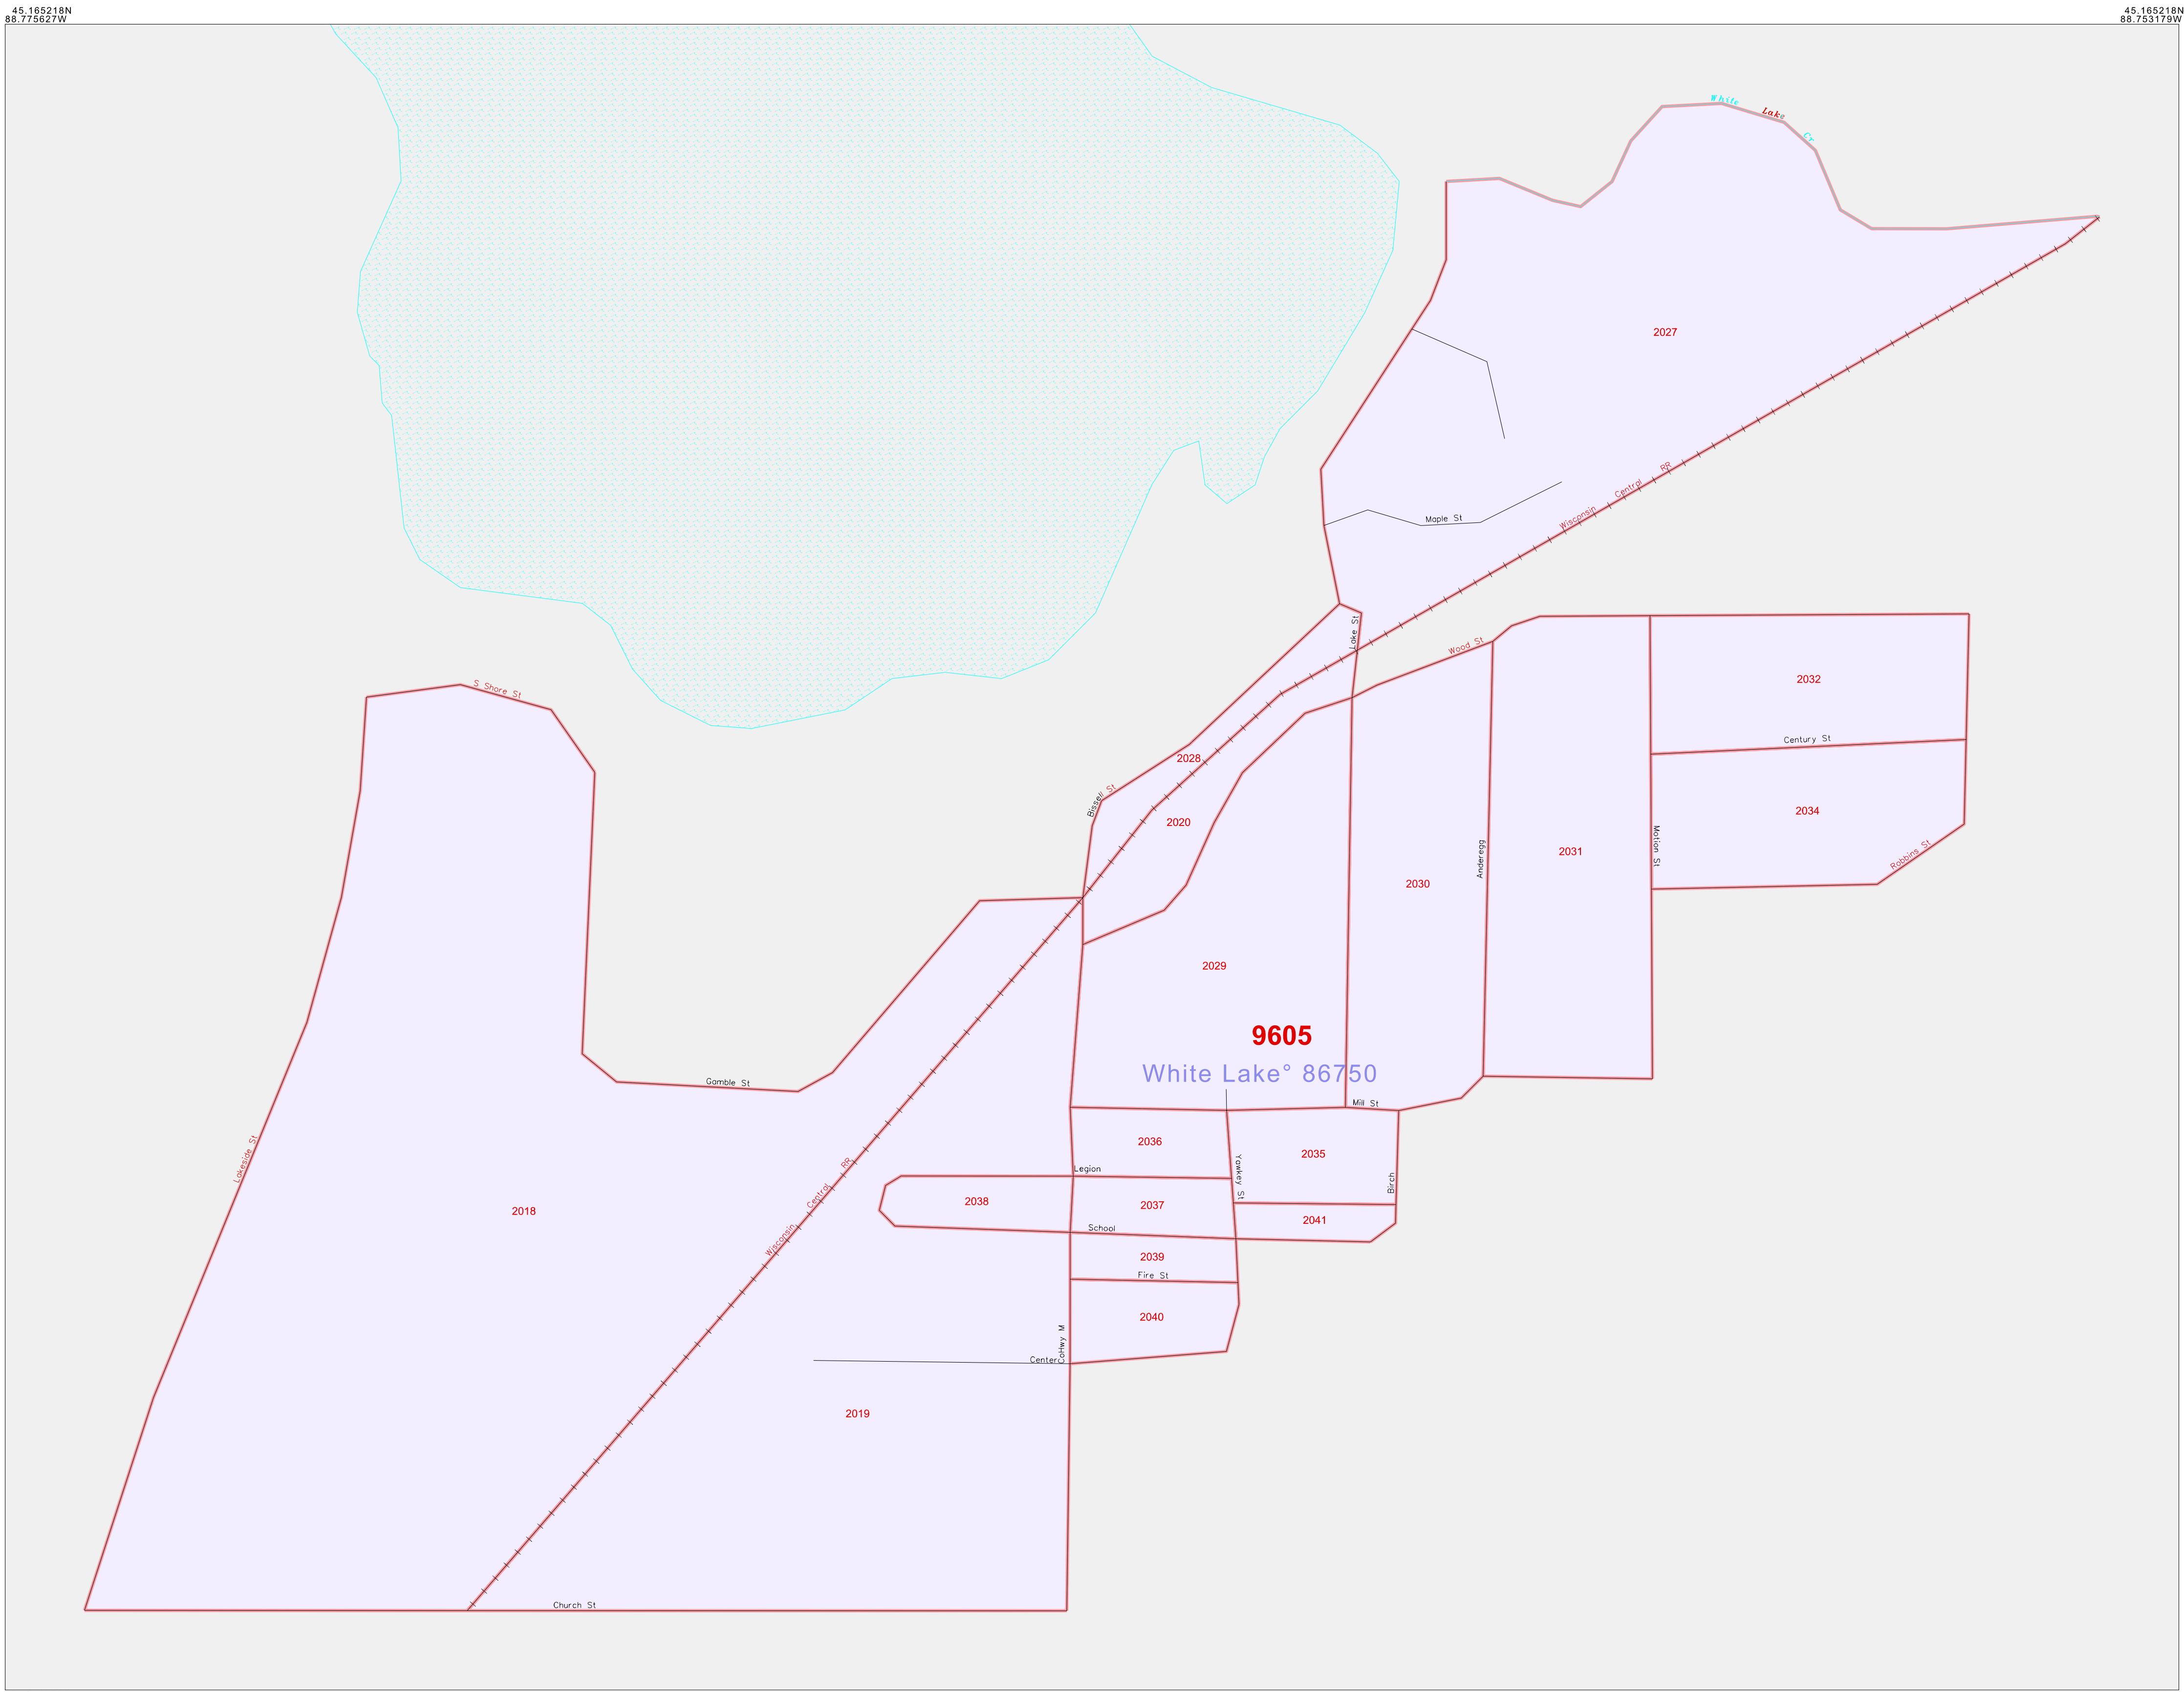 45.165218N
88.775627W
45.165218N
88.753179W
White Lake Cr
2027
Wisconsin Central RR
Maple St
Lake St
Wood St
2032
S Shore St
Century St
2028
Bissell St
2034
2020
Anderegg
Motion St
2031
Robbins St
2030
2029
9605
White Lake° 86750
Gamble St
Mill St
2036
2035
Lakeside St
Legion
Yawkey St
Birch
Wisconsin Central RR
2038
2037
2018
2041
School
2039
Fire St
2040
CoHwy M
Center
2019
Church St